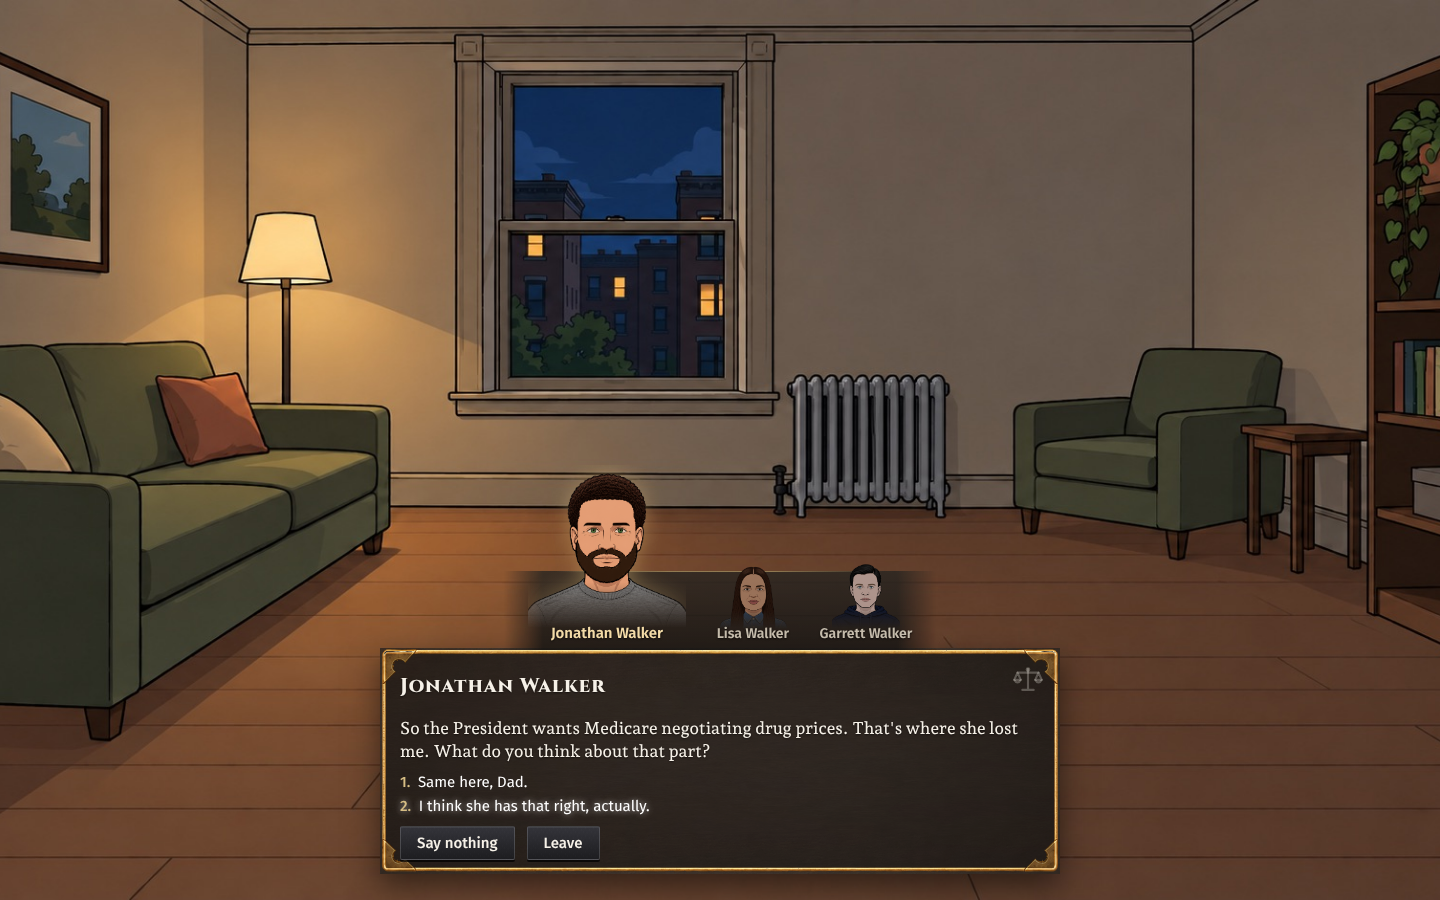 Jonathan Walker
Lisa Walker
Garrett Walker
Jonathan Walker
So the President wants Medicare negotiating drug prices. That's where she lost
me. What do you think about that part?
1. Same here, Dad.
2. I think she has that right, actually.
Say nothing
Leave